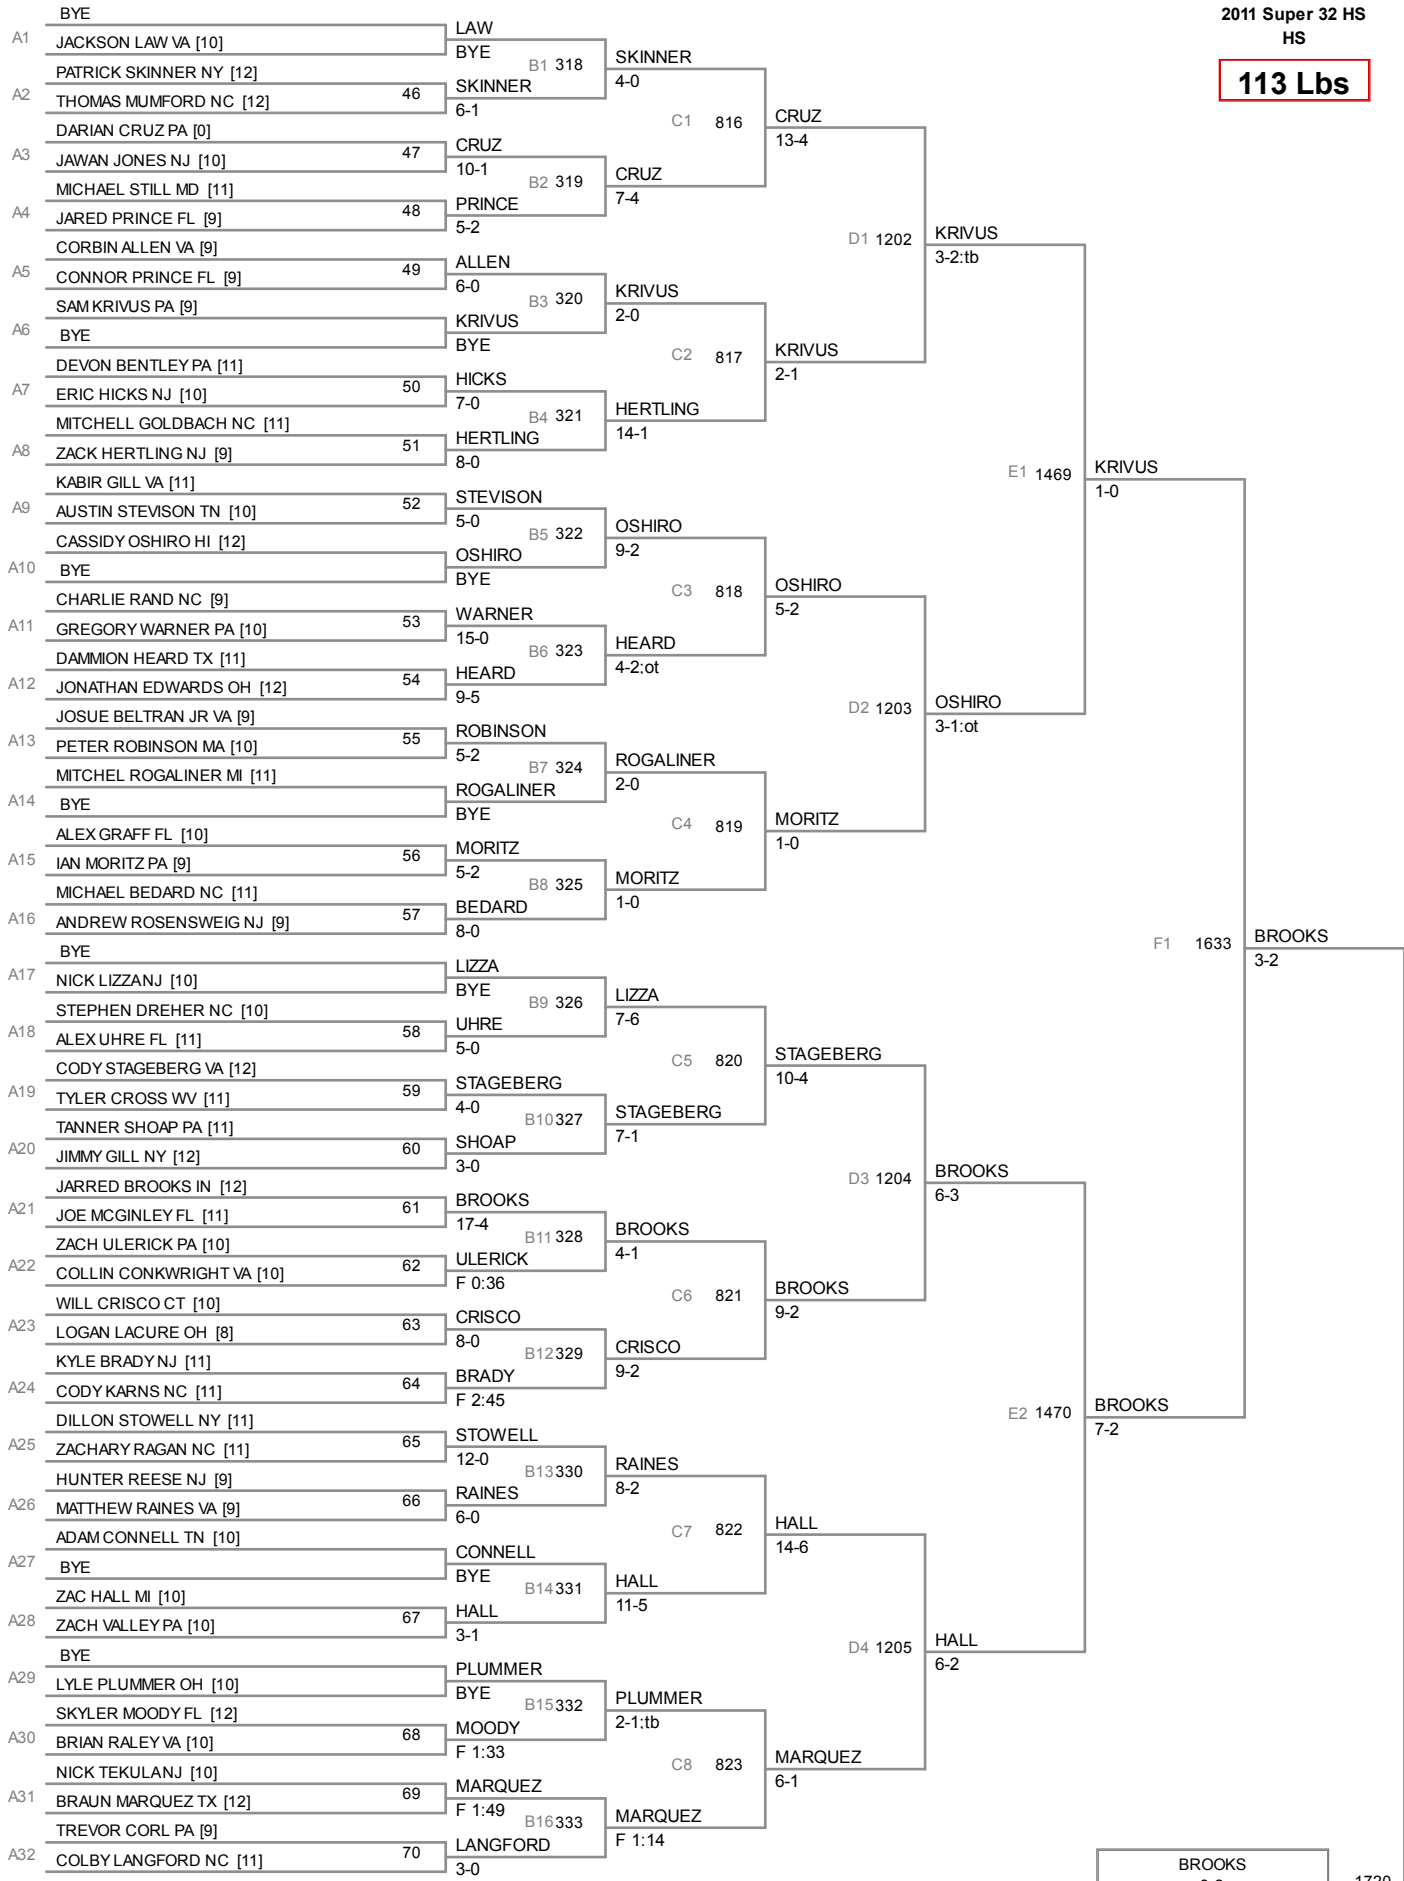 2011 Super 32 HS
HS
113 Lbs
A1
BYE
JACKSON LAW VA [10]
A2
PATRICK SKINNER NY [12]
THOMAS MUMFORD NC [12]
46
A3
DARIAN CRUZ PA [0]
JAWAN JONES NJ [10]
47
A4
MICHAEL STILL MD [11]
JARED PRINCE FL [9]
48
A5
CORBIN ALLEN VA [9]
CONNOR PRINCE FL [9]
49
A6
SAM KRIVUS PA [9]
BYE
A7
DEVON BENTLEY PA [11]
ERIC HICKS NJ [10]
50
A8
MITCHELL GOLDBACH NC [11]
ZACK HERTLING NJ [9]
51
A9
KABIR GILL VA [11]
AUSTIN STEVISON TN [10]
52
A10
CASSIDY OSHIRO HI [12]
BYE
A11
CHARLIE RAND NC [9]
GREGORY WARNER PA [10]
53
A12
DAMMION HEARD TX [11]
JONATHAN EDWARDS OH [12]
54
A13
JOSUE BELTRAN JR VA [9]
PETER ROBINSON MA [10]
55
A14
MITCHEL ROGALINER MI [11]
BYE
A15
ALEX GRAFF FL [10]
IAN MORITZ PA [9]
56
A16
MICHAEL BEDARD NC [11]
ANDREW ROSENSWEIG NJ [9]
57
A17
BYE
NICK LIZZA NJ [10]
A18
STEPHEN DREHER NC [10]
ALEX UHRE FL [11]
58
A19
CODY STAGEBERG VA [12]
TYLER CROSS WV [11]
59
A20
TANNER SHOAP PA [11]
JIMMY GILL NY [12]
60
A21
JARRED BROOKS IN [12]
JOE MCGINLEY FL [11]
61
A22
ZACH ULERICK PA [10]
COLLIN CONKWRIGHT VA [10]
62
A23
WILL CRISCO CT [10]
LOGAN LACURE OH [8]
63
A24
KYLE BRADY NJ [11]
CODY KARNS NC [11]
64
A25
DILLON STOWELL NY [11]
ZACHARY RAGAN NC [11]
65
A26
HUNTER REESE NJ [9]
MATTHEW RAINES VA [9]
66
A27
ADAM CONNELL TN [10]
BYE
A28
ZAC HALL MI [10]
ZACH VALLEY PA [10]
67
A29
BYE
LYLE PLUMMER OH [10]
A30
SKYLER MOODY FL [12]
BRIAN RALEY VA [10]
68
A31
NICK TEKULA NJ [10]
BRAUN MARQUEZ TX [12]
69
A32
TREVOR CORL PA [9]
COLBY LANGFORD NC [11]
70
LAW
BYE
B1 318
SKINNER
6-1
CRUZ
10-1
B2 319
PRINCE
5-2
ALLEN
6-0
B3 320
KRIVUS
BYE
HICKS
7-0
B4 321
HERTLING
8-0
STEVISON
5-0
B5 322
OSHIRO
BYE
WARNER
15-0
B6 323
HEARD
9-5
ROBINSON
5-2
B7 324
ROGALINER
BYE
MORITZ
5-2
B8 325
BEDARD
8-0
LIZZA
BYE
B9 326
UHRE
5-0
STAGEBERG
4-0
B10 327
SHOAP
3-0
BROOKS
17-4
B11 328
ULERICK
F 0:36
CRISCO
8-0
B12 329
BRADY
F 2:45
STOWELL
12-0
B13 330
RAINES
6-0
CONNELL
BYE
B14 331
HALL
3-1
PLUMMER
BYE
B15 332
MOODY
F 1:33
MARQUEZ
F 1:49
B16 333
LANGFORD
3-0
SKINNER
4-0
C1 816
CRUZ
7-4
KRIVUS
2-0
C2 817
HERTLING
14-1
OSHIRO
9-2
C3 818
HEARD
4-2:ot
ROGALINER
2-0
C4 819
MORITZ
1-0
LIZZA
7-6
C5 820
STAGEBERG
7-1
BROOKS
4-1
C6 821
CRISCO
9-2
RAINES
8-2
C7 822
HALL
11-5
PLUMMER
2-1:tb
C8 823
MARQUEZ
F 1:14
CRUZ
13-4
D1 1202
KRIVUS
2-1
OSHIRO
5-2
D2 1203
MORITZ
1-0
STAGEBERG
10-4
D3 1204
BROOKS
9-2
HALL
14-6
D4 1205
MARQUEZ
6-1
KRIVUS
3-2:tb
E1 1469
OSHIRO
3-1:ot
BROOKS
6-3
E2 1470
HALL
6-2
KRIVUS
1-0
F1 1633
BROOKS
7-2
BROOKS
3-2
BROOKS